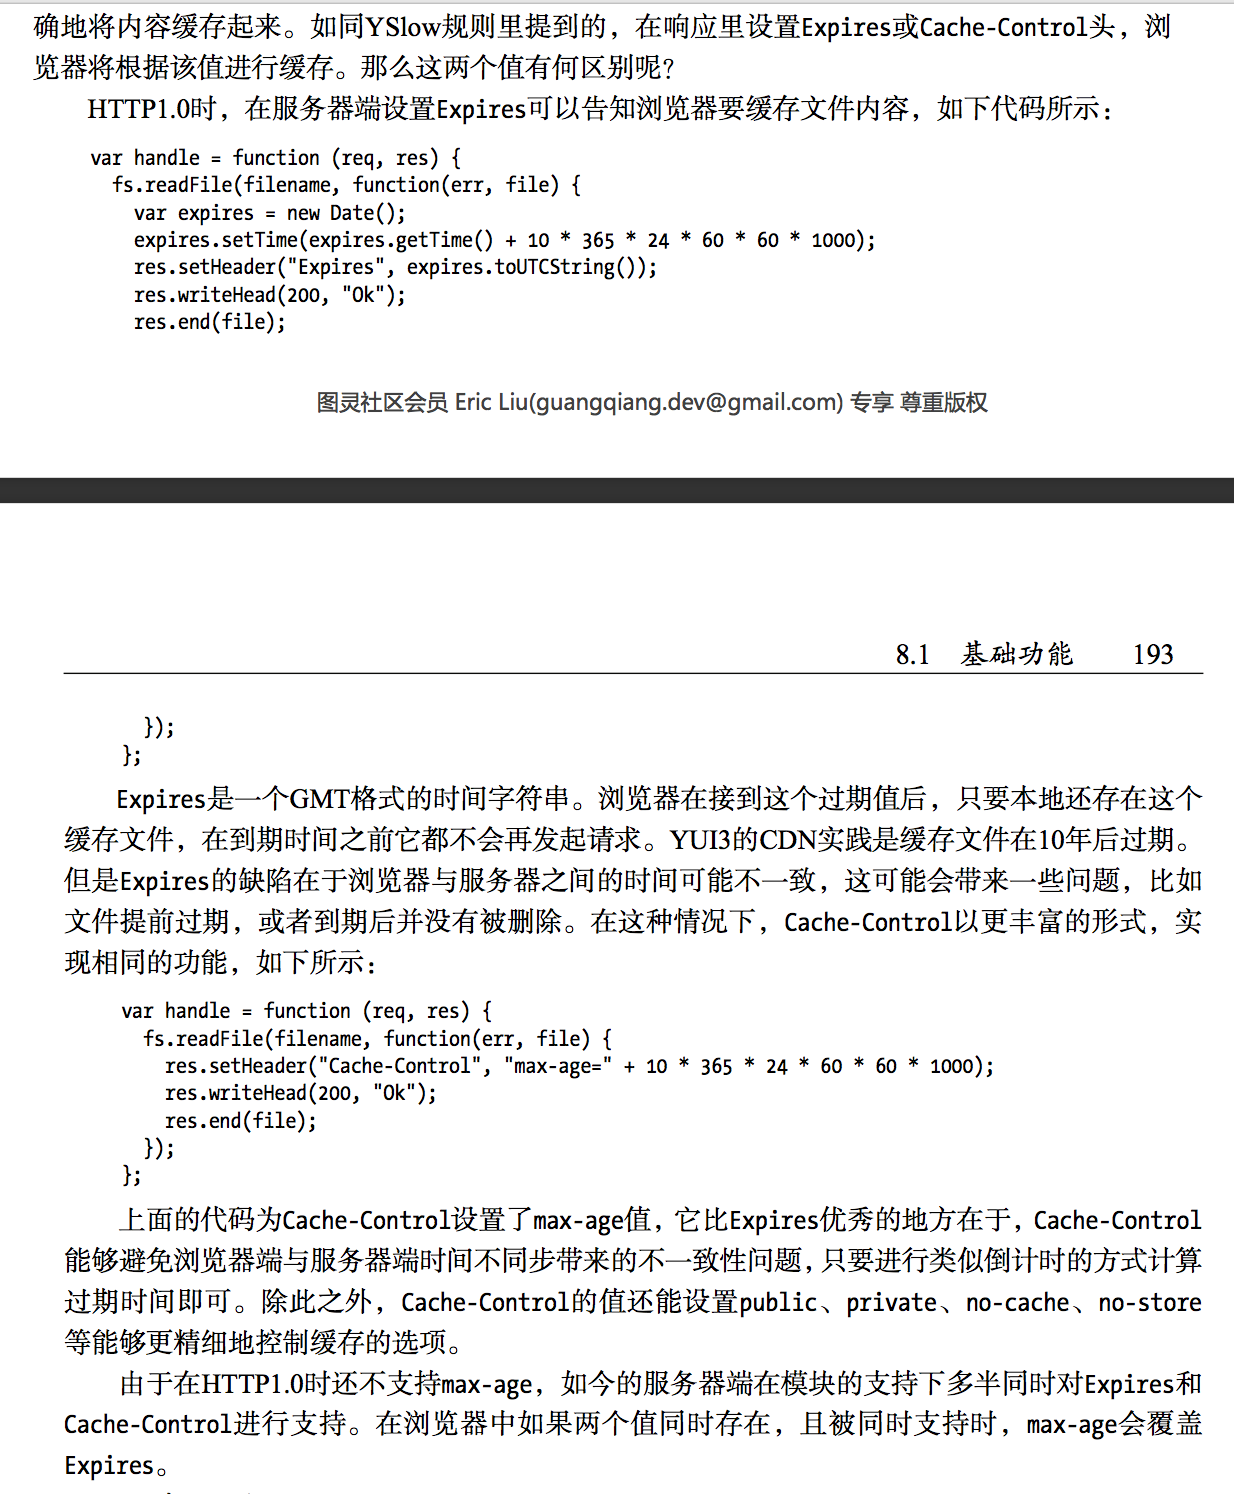 确地将内容缓存起来。如同YSlow规则里提到的，在响应里设置Expires或Cache-Control头，浏
览器将根据该值进行缓存。那么这两个值有何区别呢？
HTTP1.0时，在服务器端设置Expires可以告知浏览器要缓存文件内容，如下代码所示：
var handle = function (req, res) {
fs.readFile(filename, function(err, file) {
var expires = new Date();
expires.setTime(expires.getTime() + 10 * 365 * 24 * 60 * 60 * 1000);
res.setHeader("Expires", expires.toUTCString());
res.writeHead(200, "Ok");
res.end(file);
图灵社区会员 Eric Liu(guangqiang.dev@gmail.com) 专享 尊重版权
8.1 基础功能 193
});
};
Expires是一个GMT格式的时间字符串。浏览器在接到这个过期值后，只要本地还存在这个
缓存文件，在到期时间之前它都不会再发起请求。YUI3的CDN实践是缓存文件在10年后过期。
但是Expires的缺陷在于浏览器与服务器之间的时间可能不一致，这可能会带来一些问题，比如
文件提前过期，或者到期后并没有被删除。在这种情况下，Cache-Control以更丰富的形式，实
现相同的功能，如下所示：
var handle = function (req, res) {
fs.readFile(filename, function(err, file) {
res.setHeader("Cache-Control", "max-age=" + 10 * 365 * 24 * 60 * 60 * 1000);
res.writeHead(200, "Ok");
res.end(file);
});
};
上面的代码为Cache-Control设置了max-age值，它比Expires优秀的地方在于，Cache-Control
能够避免浏览器端与服务器端时间不同步带来的不一致性问题，只要进行类似倒计时的方式计算
过期时间即可。除此之外，Cache-Control的值还能设置public、private、no-cache、no-store
等能够更精细地控制缓存的选项。
由于在HTTP1.0时还不支持max-age，如今的服务器端在模块的支持下多半同时对Expires和
Cache-Control进行支持。在浏览器中如果两个值同时存在，且被同时支持时，max-age会覆盖
Expires。